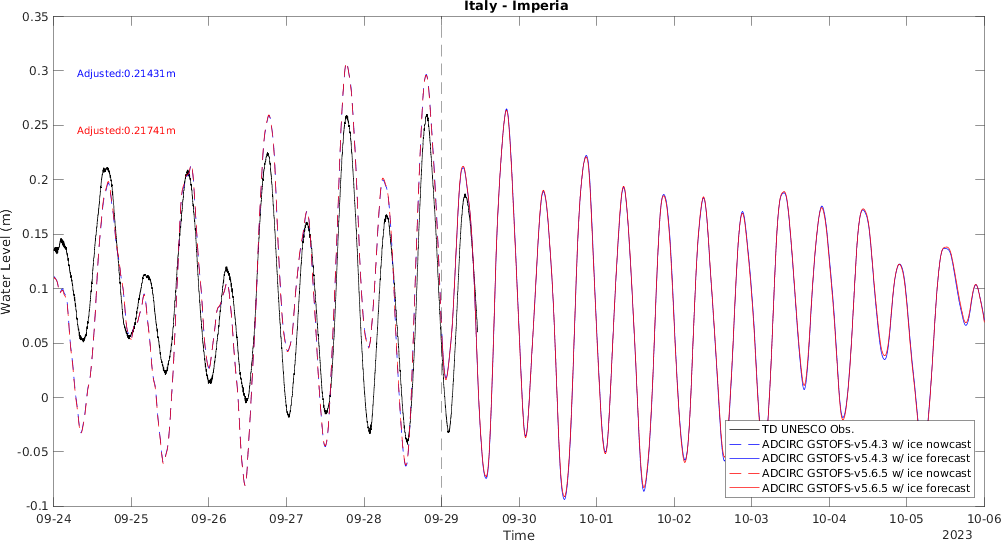 Italy - Imperia
0.35
0.3
0.25
0.2
0.15
0.1
0.05
0
-0.05
-0.1
Water Level (m)
Adjusted:0.21431m
Adjusted:0.21741m
TD UNESCO Obs.
ADCIRC GSTOFS-v5.4.3 w/ ice nowcast
ADCIRC GSTOFS-v5.4.3 w/ ice forecast
ADCIRC GSTOFS-v5.6.5 w/ ice nowcast
ADCIRC GSTOFS-v5.6.5 w/ ice forecast
09-24 09-25 09-26 09-27 09-28 09-29 09-30 10-01 10-02 10-03 10-04 10-05 10-06
Time
2023